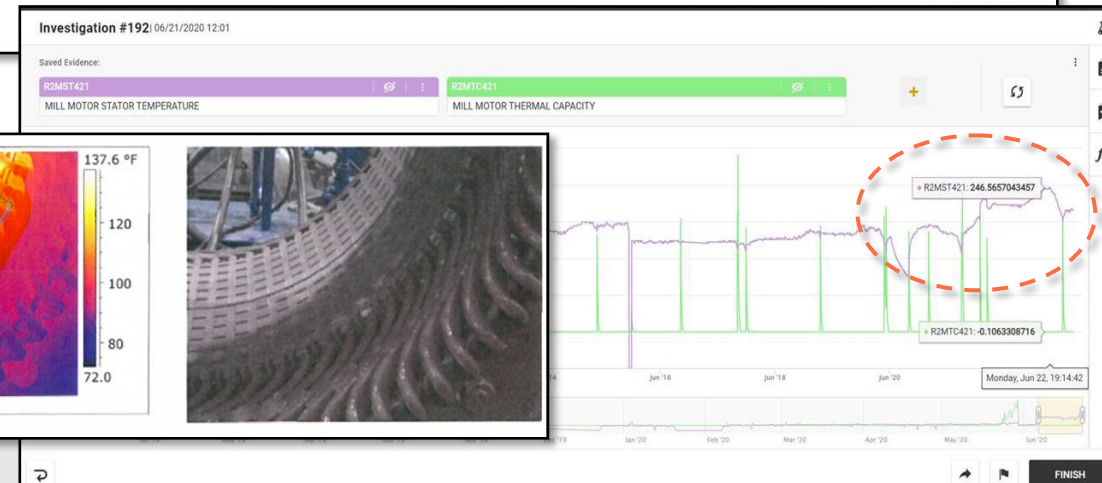 Investigation #192| 06/21/2020 12:01
Saved Evidence:
R2MST421
MILL MOTOR STATOR TEMPERATURE
R2MTC421
MILL MOTOR THERMAL CAPACITY
+
137.6 °F
120
100
80
72.0
R2MST421: 246.5657043457
R2MTC421: -0.1063308716
Jun '16
Jun '18
Jun '20
Monday, Jun 22, 19:14:42
Jan '20
Feb '20
Mar '20
Apr '20
May '20
Jun '20
FINISH